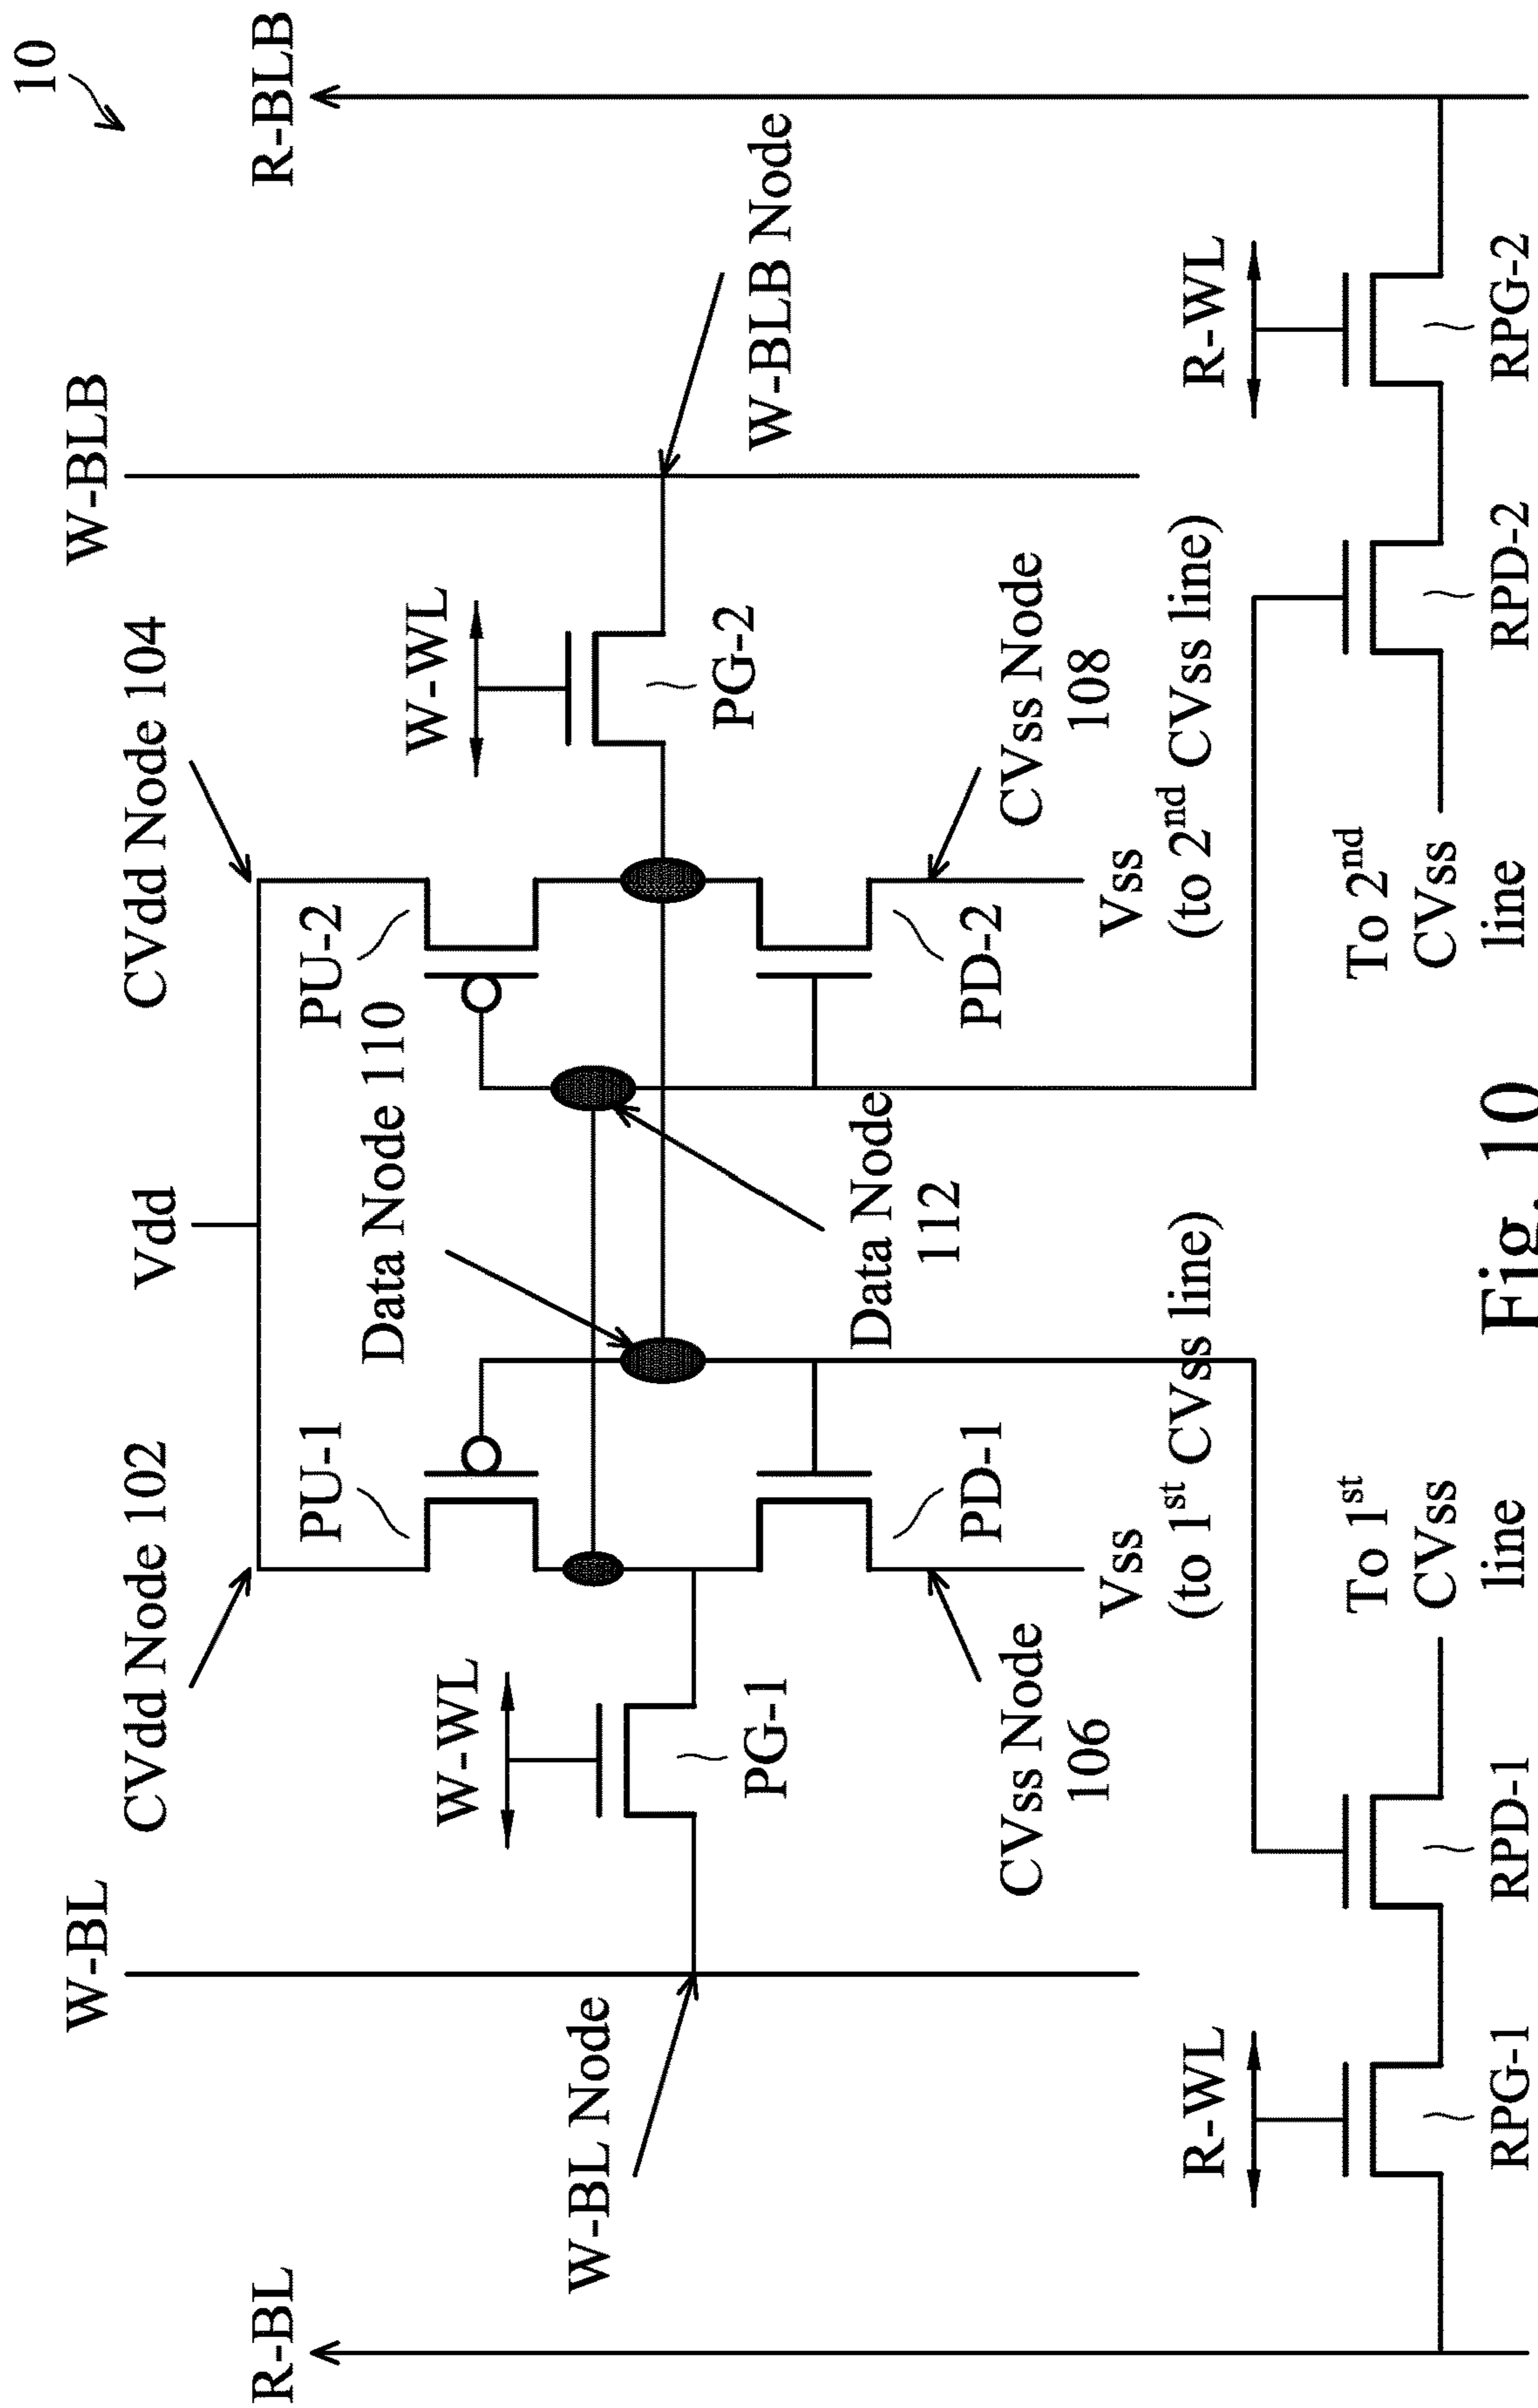 10
R-BL
W-BL
CVdd Node 102
Vdd
CVdd Node 104
W-BLB
R-BLB
PU-1
Data Node 110
PU-2
W-WL
W-WL
W-BL Node
PG-1
PG-2
W-BLB Node
Data Node
112
PD-1
PD-2
CVss Node
106
CVss Node
108
Vss
(to 1st CVss line)
Vss
(to 2nd CVss line)
R-WL
R-WL
To 1st
CVss
line
To 2nd
CVss
line
RPG-1
RPD-1
RPD-2
RPG-2
Fig. 10